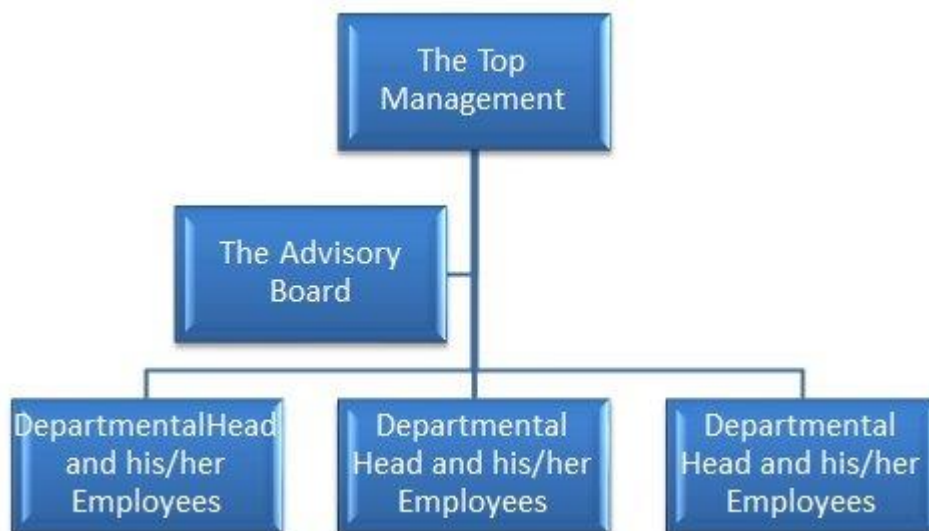 The Top
Management
The Advisory
Board
DepartmentalHead
and his/her
Employees
Departmental
Head and his/her
Employees
Departmental
Head and his/her
Employees